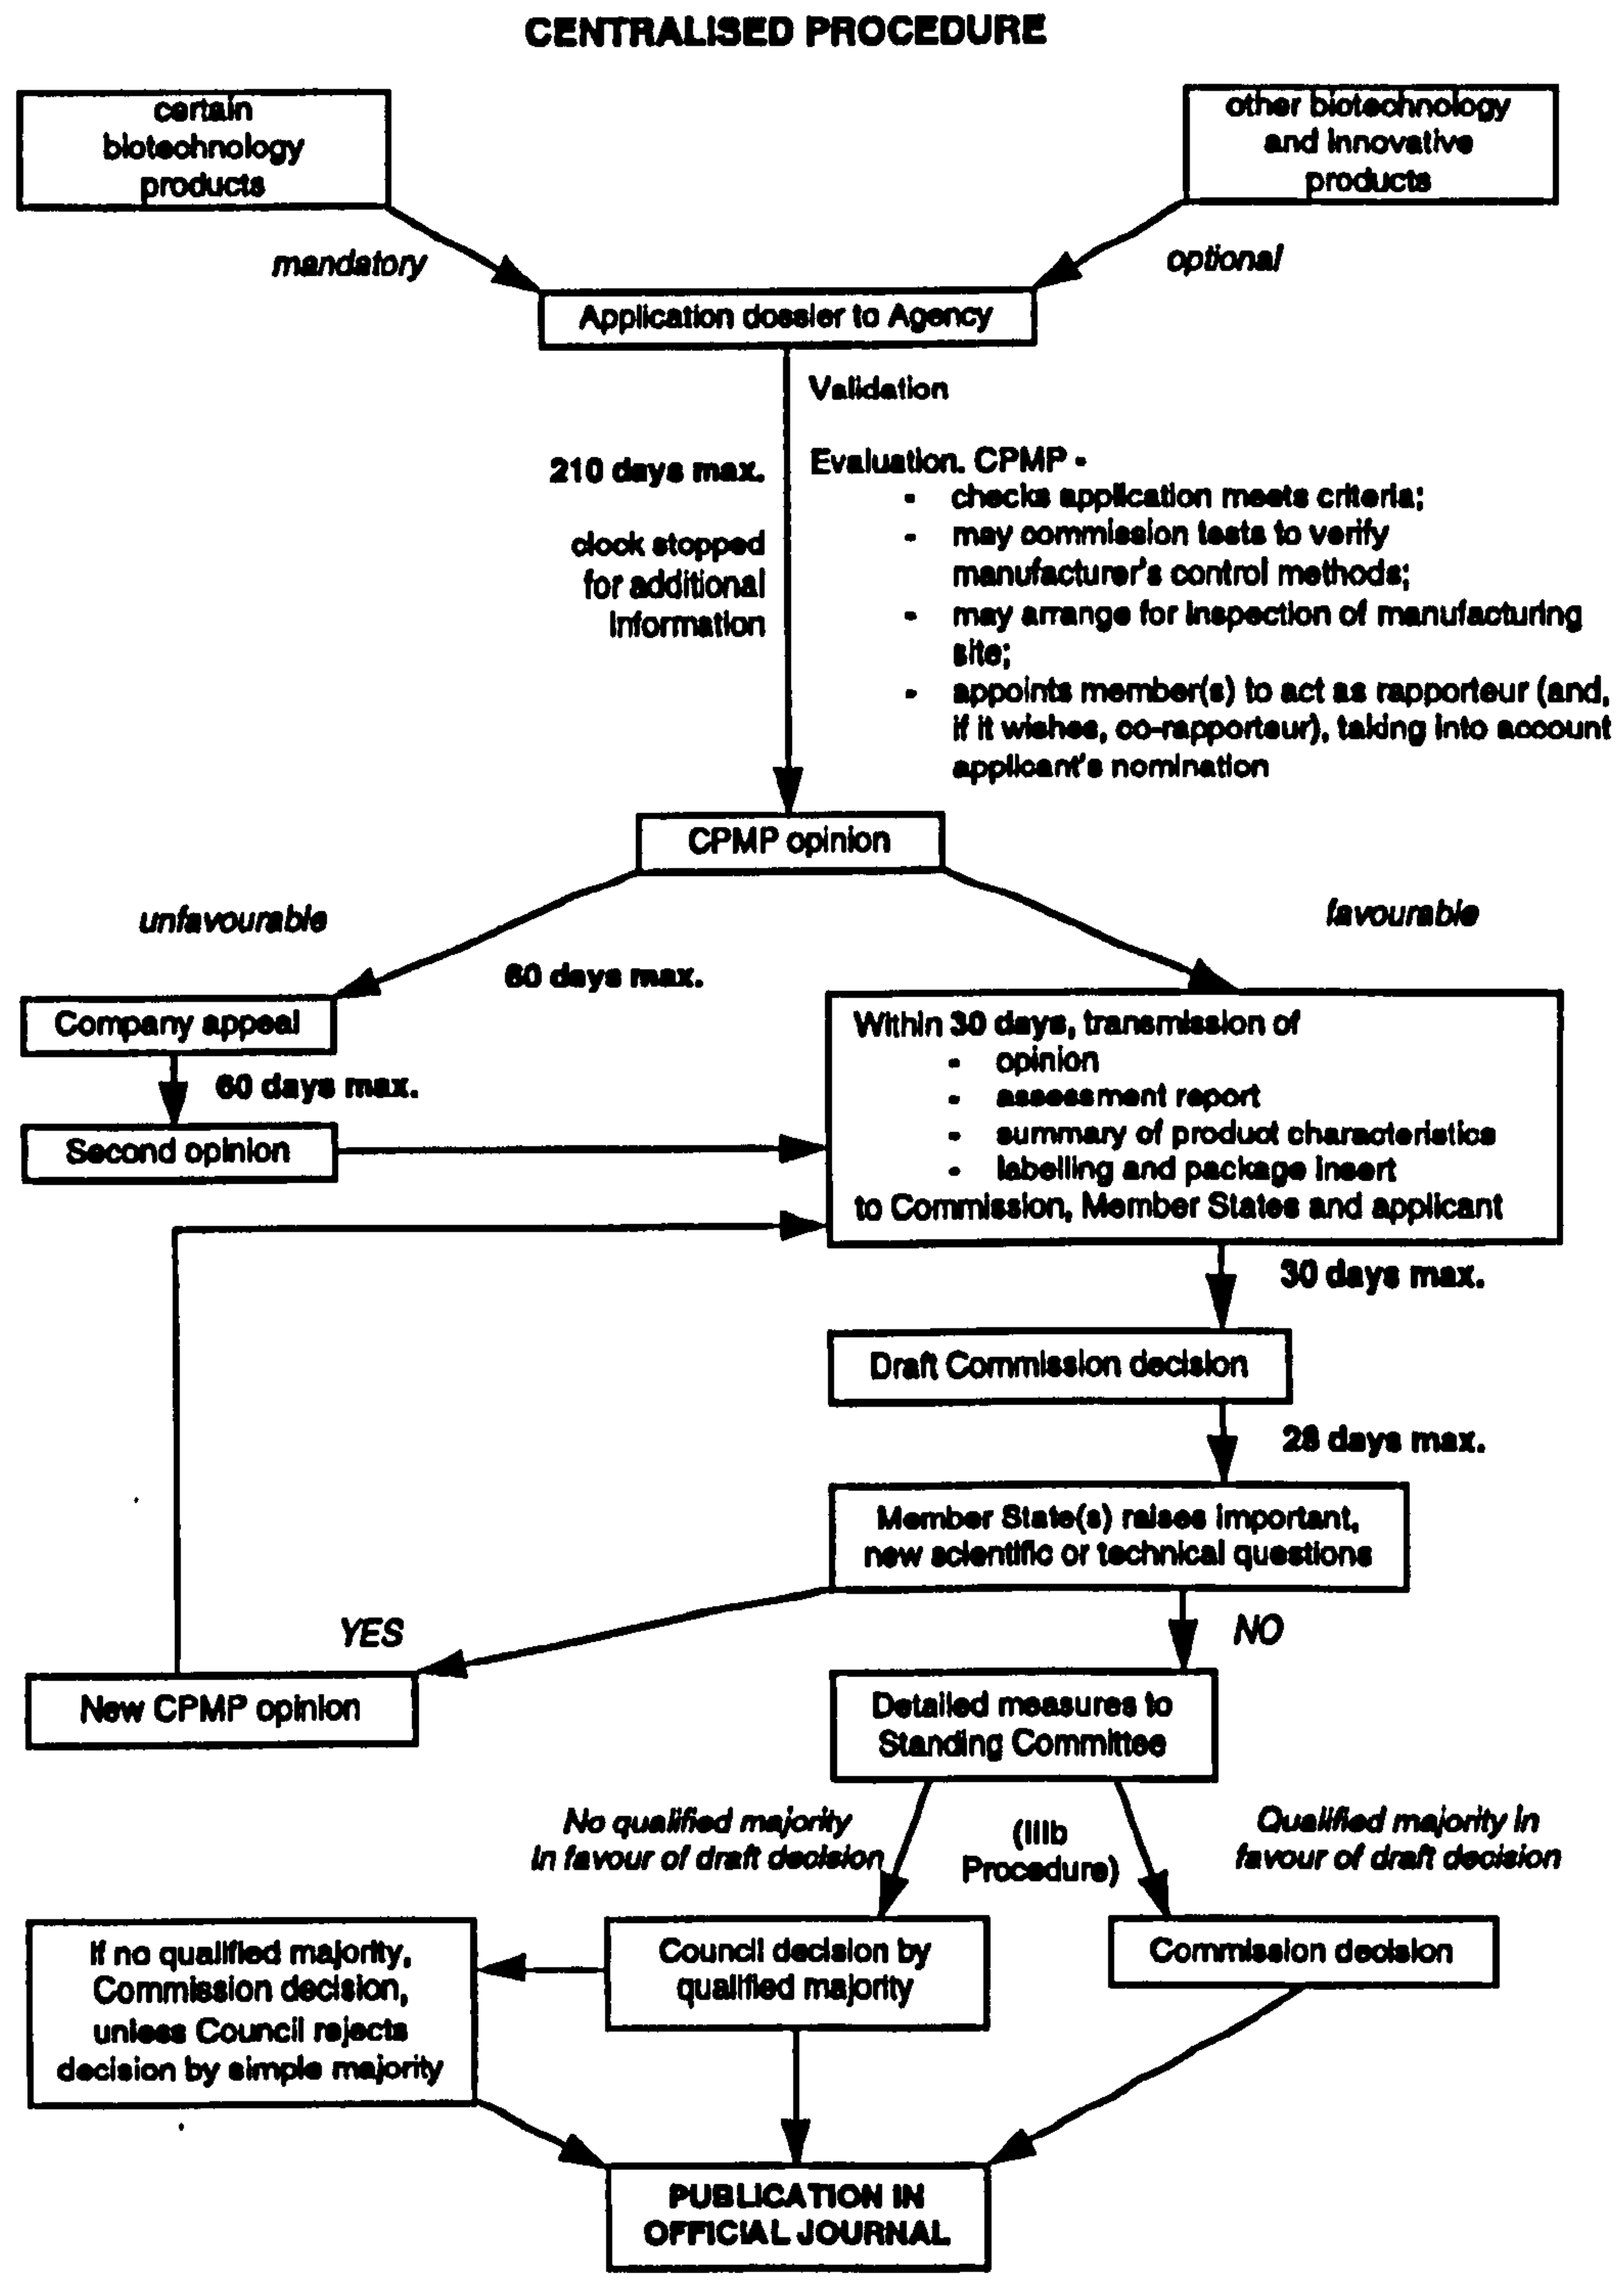 CENTRALISED PROCEDURE
certain
biotechnology
products
other biotechnology
and innovative
products
mandatory
optional
Application dossier to Agency
Validation
210 days max.
clock stopped
for additional
information
Evaluation. CPMP -
- checks application meets criteria;
- may commission tests to verify
manufacturer's control methods;
- may arrange for inspection of manufacturing
site;
- appoints member(s) to act as rapporteur (and,
if it wishes, co-rapporteur), taking into account
applicant's nomination
CPMP opinion
unfavourable
favourable
60 days max.
Company appeal
60 days max.
Second opinion
Within 30 days, transmission of
- opinion
- assessment report
- summary of product characteristics
- labelling and package insert
to Commission, Member States and applicant
30 days max.
Draft Commission decision
28 days max.
Member State(s) raises important,
new scientific or technical questions
YES
NO
New CPMP opinion
Detailed measures to
Standing Committee
No qualified majority
in favour of draft decision
(IIIb
Procedure)
Qualified majority in
favour of draft decision
If no qualified majority,
Commission decision,
unless Council rejects
decision by simple majority
Council decision by
qualified majority
Commission decision
PUBLICATION IN
OFFICIAL JOURNAL